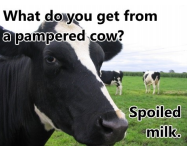 What do you get from
a pampered cow?
Spoiled
milk.